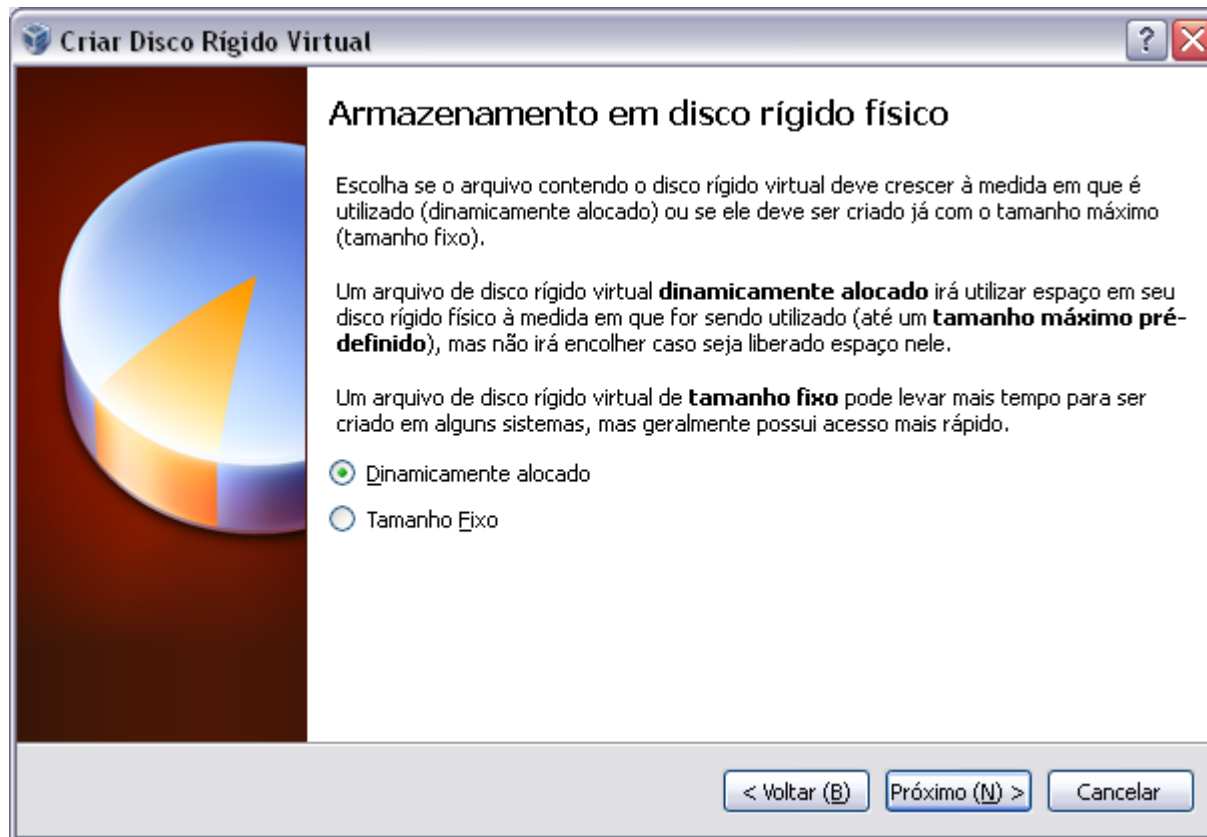 Criar Disco Rígido Virtual
Armazenamento em disco rígido físico
Escolha se o arquivo contendo o disco rígido virtual deve crescer à medida em que é
utilizado (dinamicamente alocado) ou se ele deve ser criado já com o tamanho máximo
(tamanho fixo).
Um arquivo de disco rígido virtual dinamicamente alocado irá utilizar espaço em seu
disco rígido físico à medida em que for sendo utilizado (até um tamanho máximo pré-
definido), mas não irá encolher caso seja liberado espaço nele.
Um arquivo de disco rígido virtual de tamanho fixo pode levar mais tempo para ser
criado em alguns sistemas, mas geralmente possui acesso mais rápido.
Dinamicamente alocado
Tamanho Fixo
< Voltar (B) Próximo (N) > Cancelar